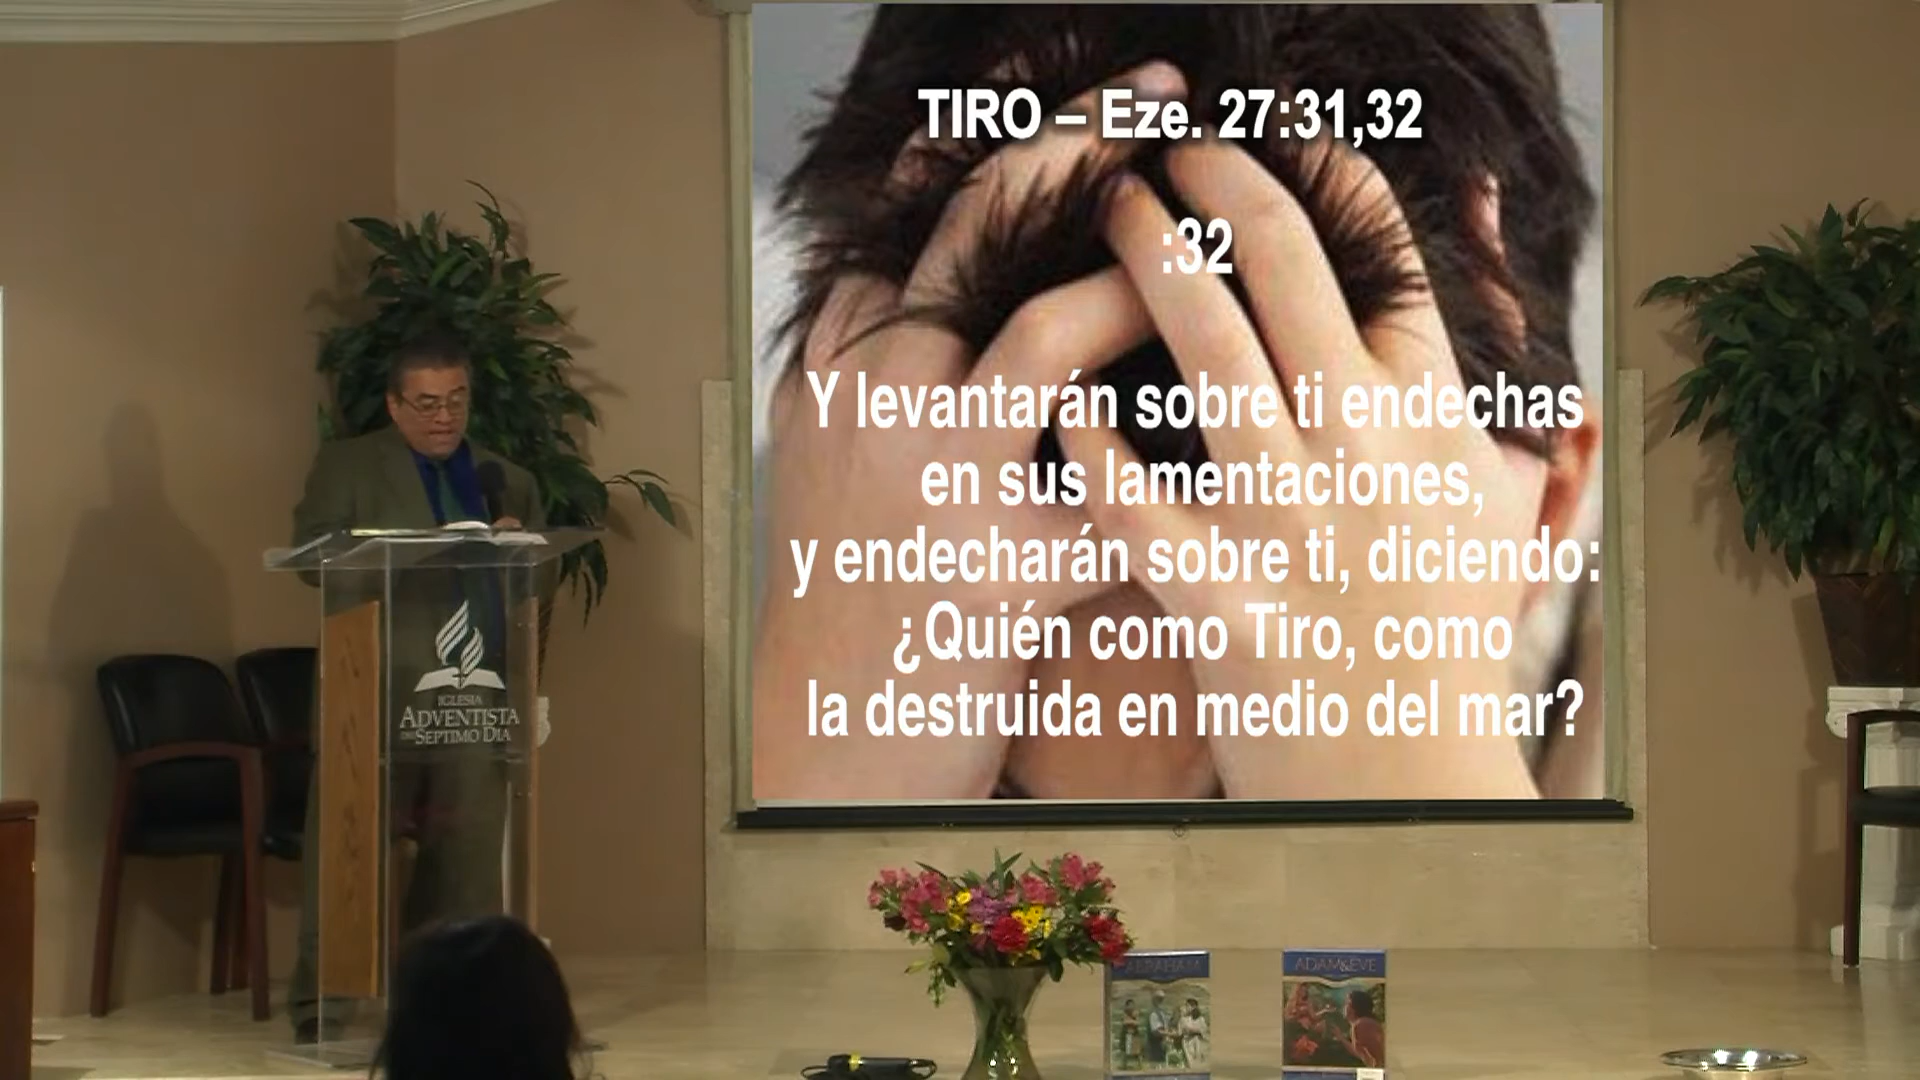 TIRO – Eze. 27:31,32
:32
Y levantarán sobre ti endechas
en sus lamentaciones,
y endecharán sobre ti, diciendo:
¿Quién como Tiro, como
la destruida en medio del mar?
IGLESIA
ADVENTISTA
DEL SEPTIMO DIA
ABRAHAM
ADAM&EVE